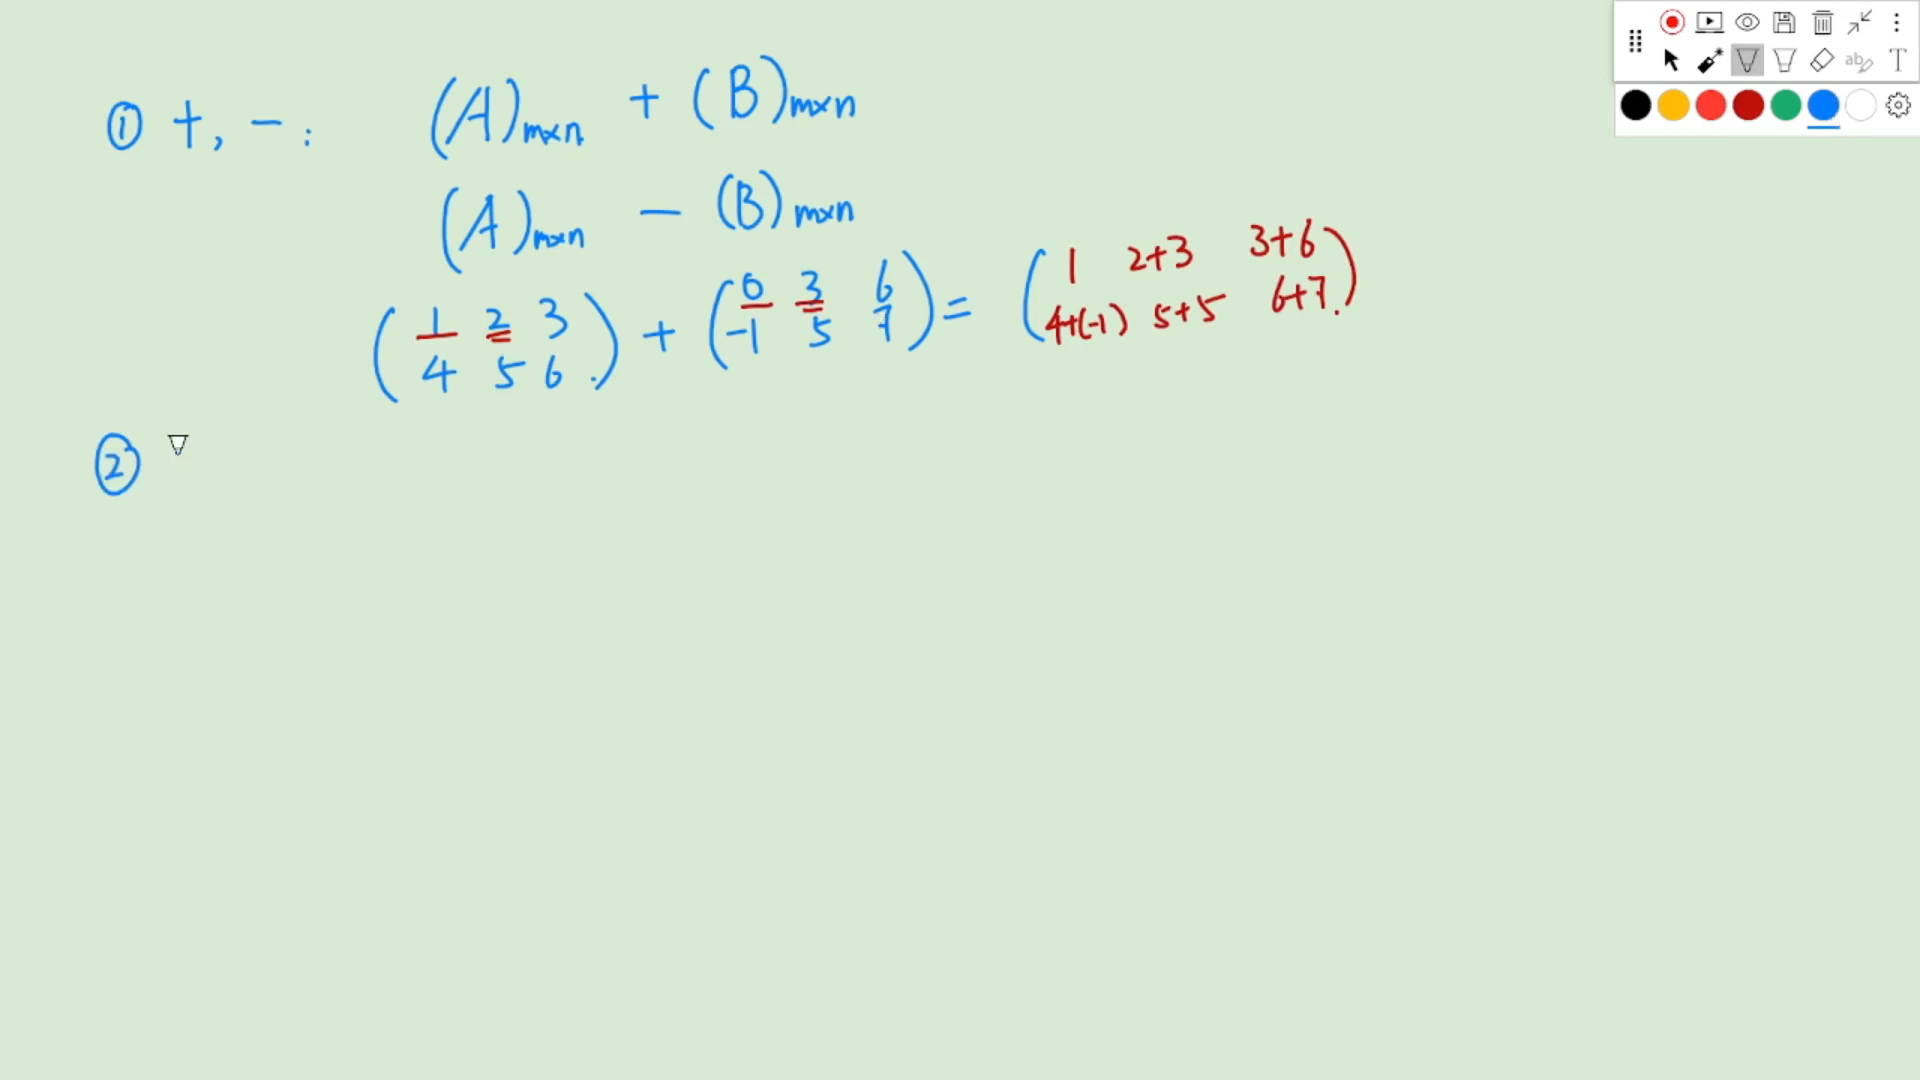 ① +, - : (A)m×n + (B)m×n
(A)m×n - (B)m×n
(1 2 3
4 5 6) + (0 3 6
-1 5 7) = (1 2+3 3+6
4+(-1) 5+5 6+7)
②